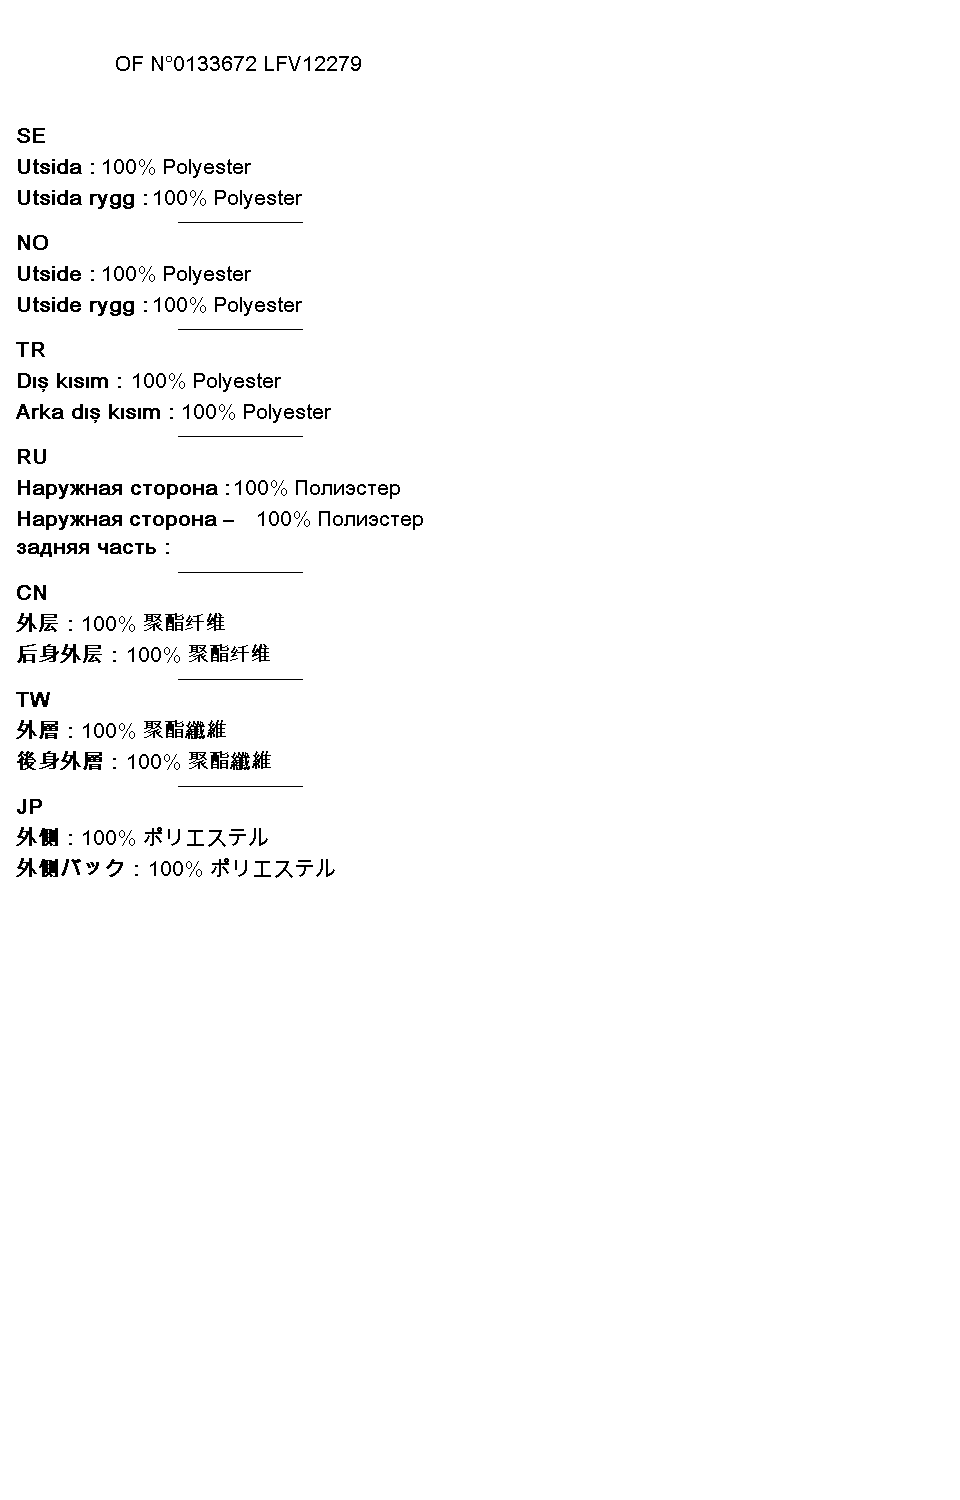 OF N°0133672 LFV12279
SE
Utsida : 100% Polyester
Utsida rygg : 100% Polyester
NO
Utside : 100% Polyester
Utside rygg : 100% Polyester
TR
Dış kısım : 100% Polyester
Arka dış kısım : 100% Polyester
RU
Наружная сторона : 100% Полиэстер
Наружная сторона – 100% Полиэстер
задняя часть :
CN
外层 : 100% 聚酯纤维
后身外层 : 100% 聚酯纤维
TW
外層 : 100% 聚酯纖維
後身外層 : 100% 聚酯纖維
JP
外側 : 100% ポリエステル
外側バック : 100% ポリエステル